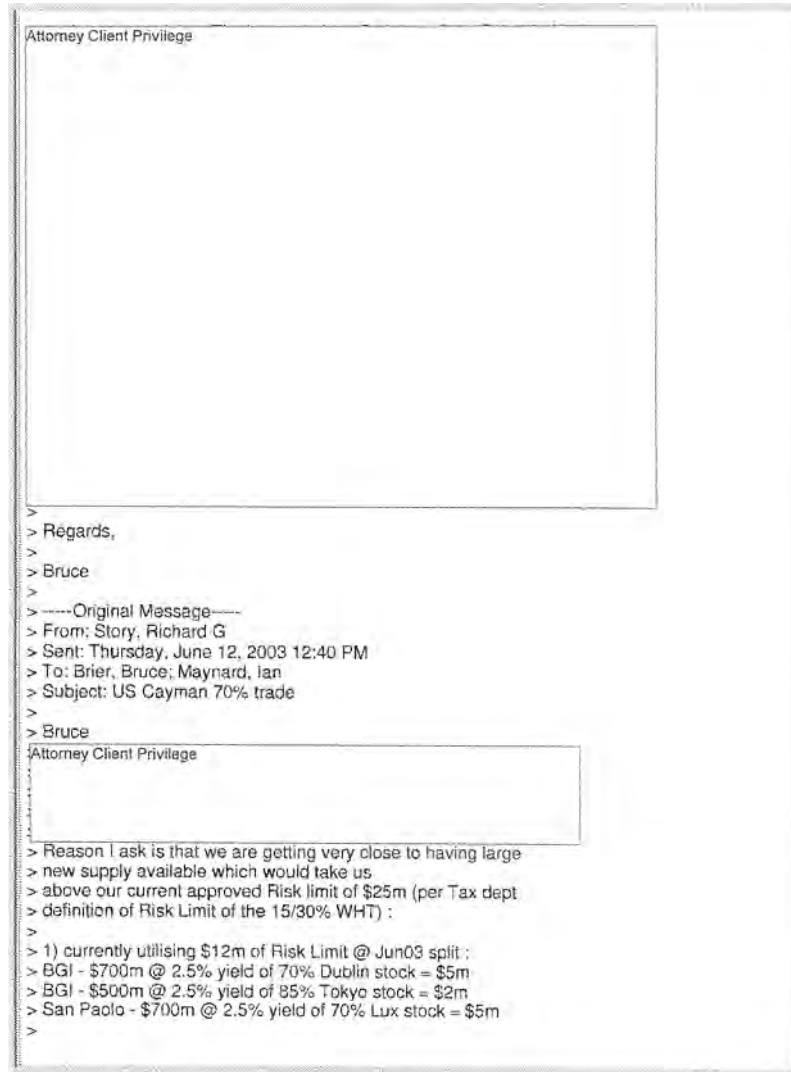 Attorney Client Privilege
>
> Regards,
>
> Bruce
>
> -----Original Message-----
> From: Story, Richard G
> Sent: Thursday, June 12, 2003 12:40 PM
> To: Brier, Bruce; Maynard, Ian
> Subject: US Cayman 70% trade
>
> Bruce
Attorney Client Privilege
> Reason I ask is that we are getting very close to having large
> new supply available which would take us
> above our current approved Risk limit of $25m (per Tax dept
> definition of Risk Limit of the 15/30% WHT) :
>
> 1) currently utilising $12m of Risk Limit @ Jun03 split :
> BGI - $700m @ 2.5% yield of 70% Dublin stock = $5m
> BGI - $500m @ 2.5% yield of 85% Tokyo stock = $2m
> San Paolo - $700m @ 2.5% yield of 70% Lux stock = $5m
>